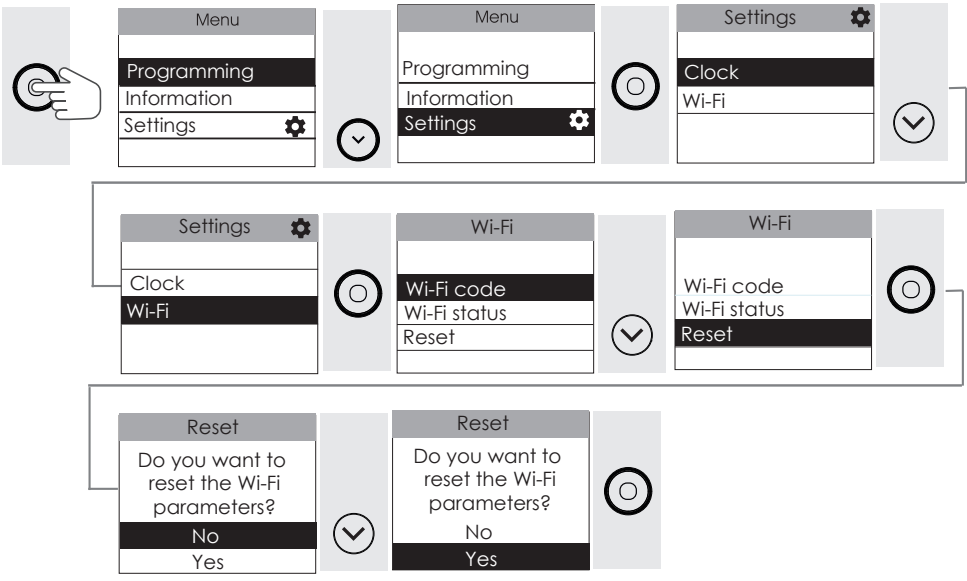 Menu
Programming
Information
Settings
Menu
Programming
Information
Settings
Settings
Clock
Wi-Fi
Settings
Clock
Wi-Fi
Wi-Fi
Wi-Fi code
Wi-Fi status
Reset
Wi-Fi
Wi-Fi code
Wi-Fi status
Reset
Reset
Do you want to
reset the Wi-Fi
parameters?
No
Yes
Reset
Do you want to
reset the Wi-Fi
parameters?
No
Yes